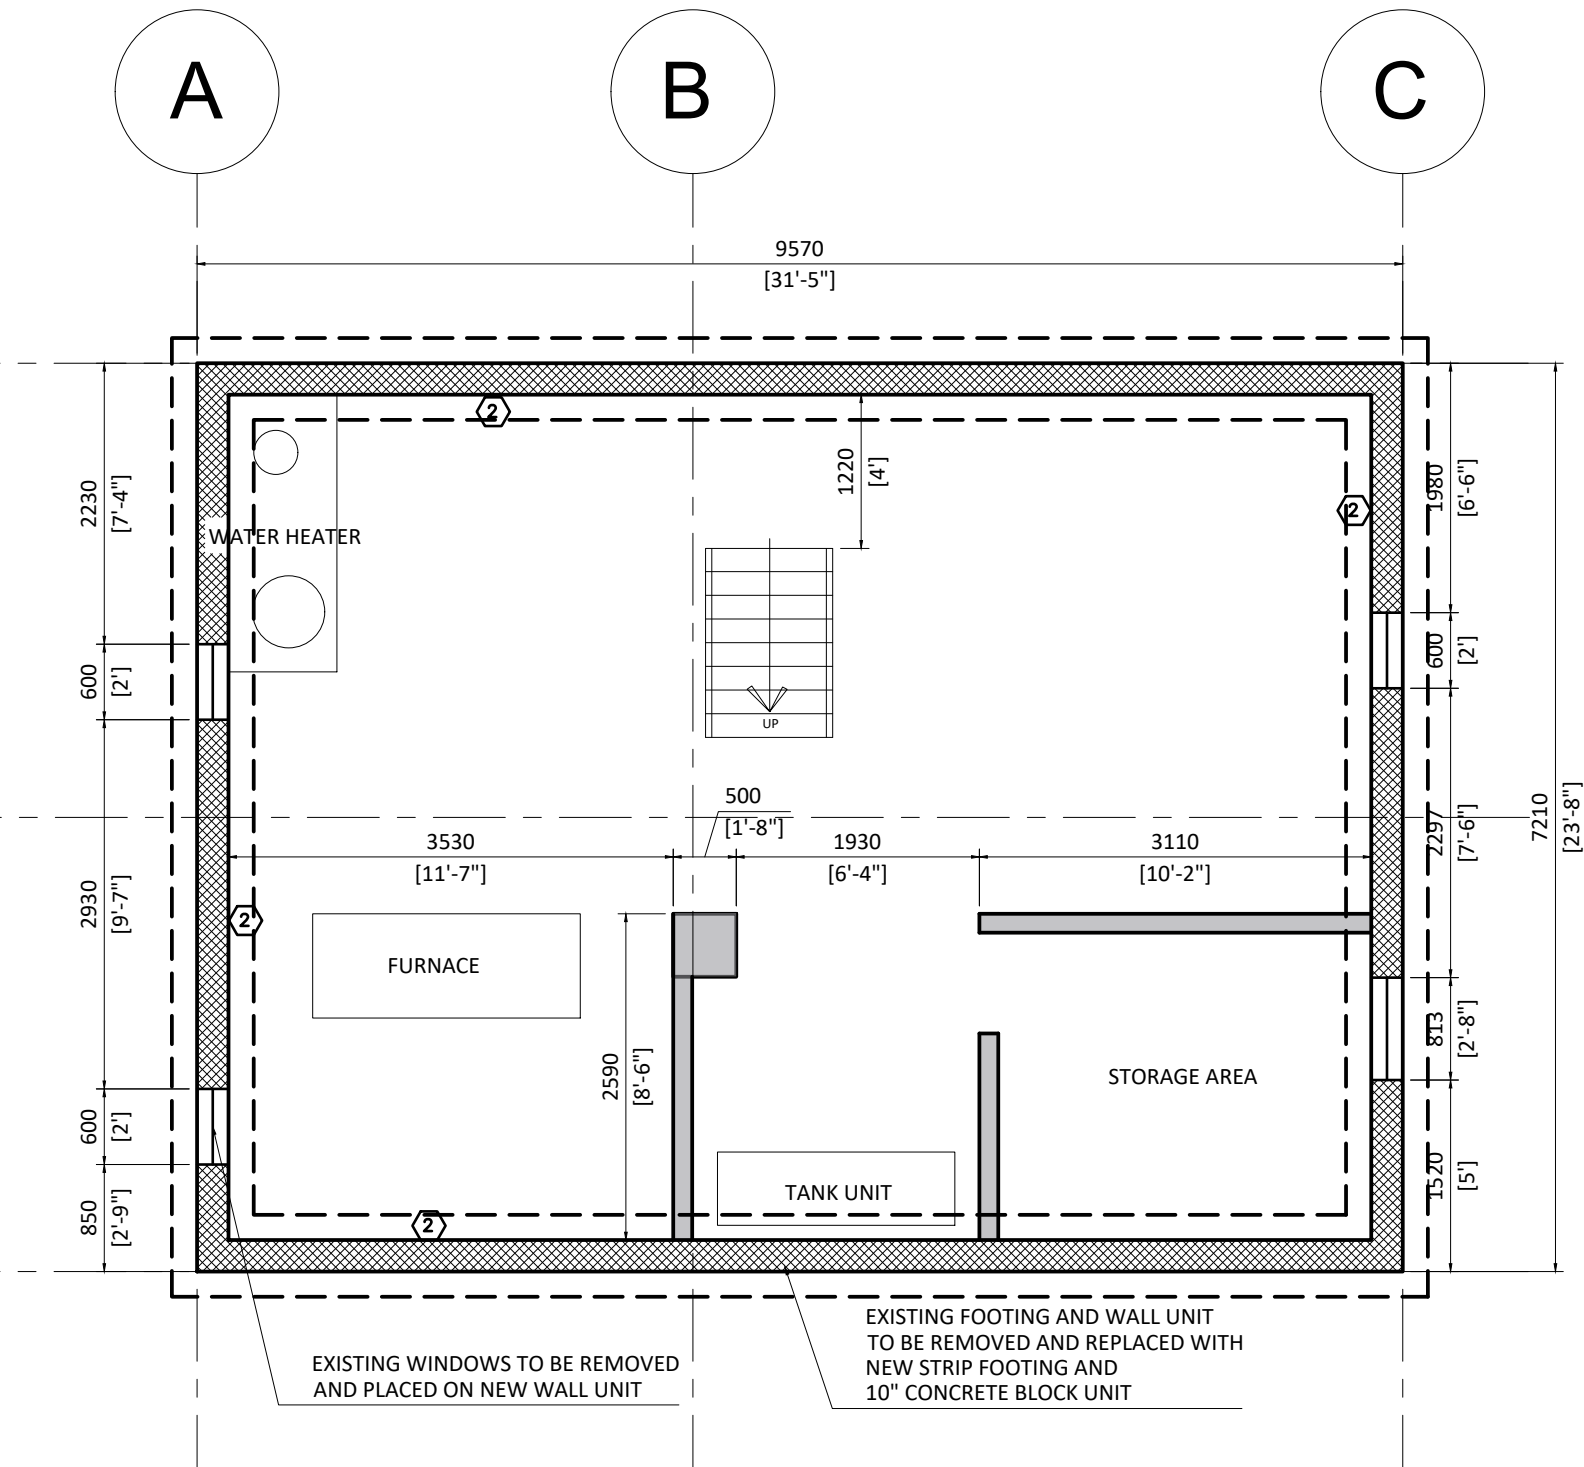 A
B
C
9570
[31'-5"]
2
1220
[4']
2230
[7'-4"]
1980
[6'-6"]
2
WATER HEATER
600
[2']
600
[2']
UP
500
[1'-8"]
7210
[23'-8"]
2297
[7'-6"]
3530
[11'-7"]
1930
[6'-4"]
3110
[10'-2"]
2930
[9'-7"]
2
FURNACE
2590
[8'-6"]
813
[2'-8"]
STORAGE AREA
600
[2']
850
[2'-9"]
1520
[5']
TANK UNIT
2
EXISTING WINDOWS TO BE REMOVED
AND PLACED ON NEW WALL UNIT
EXISTING FOOTING AND WALL UNIT
TO BE REMOVED AND REPLACED WITH
NEW STRIP FOOTING AND
10" CONCRETE BLOCK UNIT